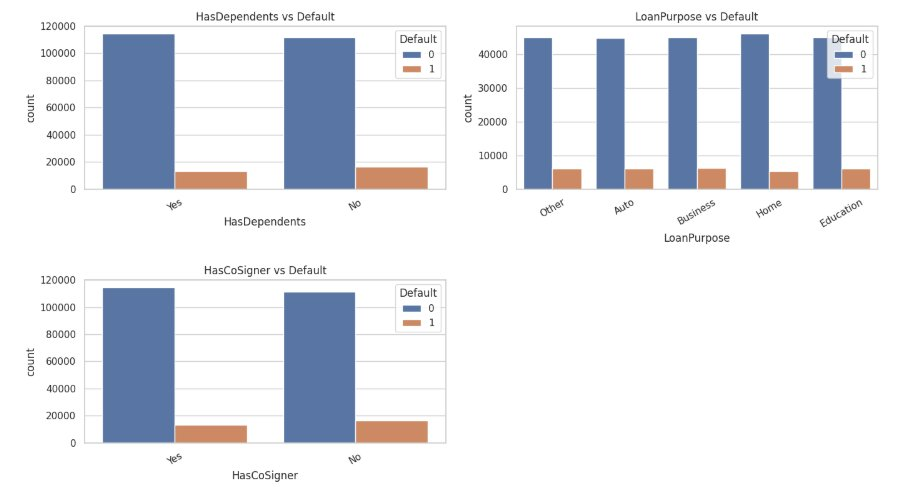 HasDependents vs Default
120000
100000
80000
60000
40000
20000
0
count
Default
0
1
Yes
No
HasDependents
LoanPurpose vs Default
40000
30000
20000
10000
0
count
Default
0
1
Other
Auto
Business
Home
Education
LoanPurpose
HasCoSigner vs Default
120000
100000
80000
60000
40000
20000
0
count
Default
0
1
Yes
No
HasCoSigner